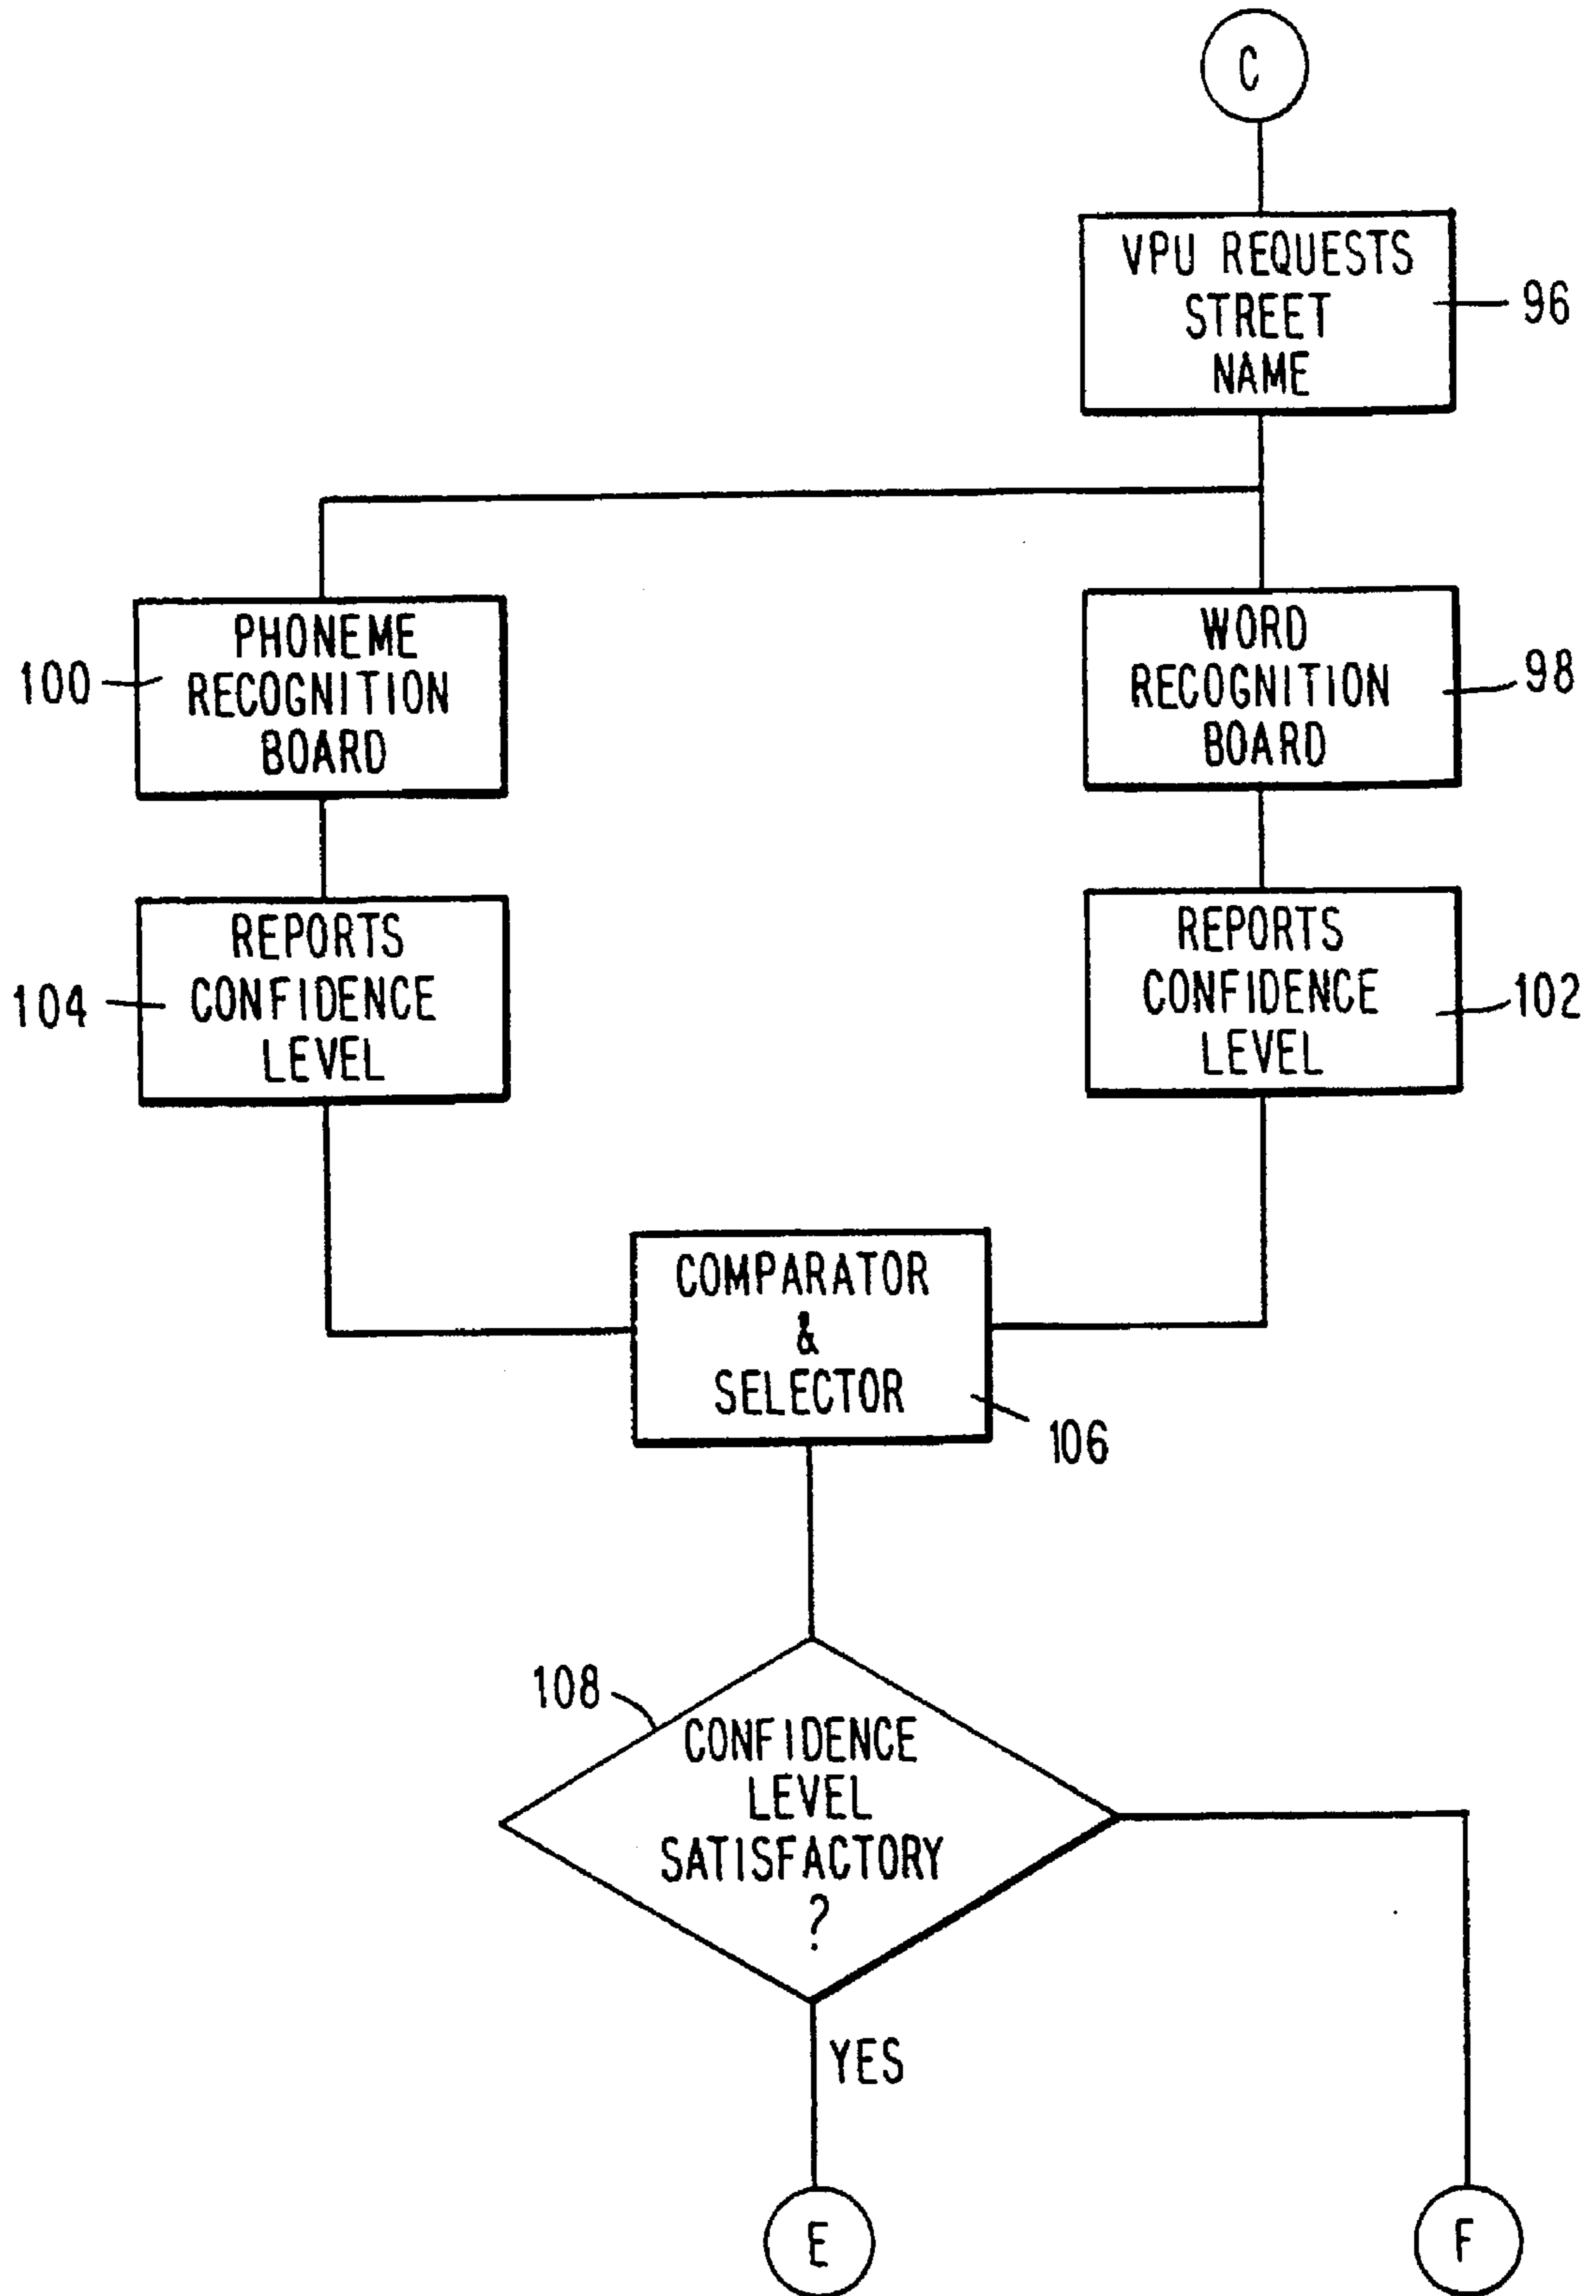 C
VPU REQUESTS
STREET
NAME
96
PHONEME
RECOGNITION
BOARD
100
WORD
RECOGNITION
BOARD
98
REPORTS
CONFIDENCE
LEVEL
104
REPORTS
CONFIDENCE
LEVEL
102
COMPARATOR
&
SELECTOR
106
108
CONFIDENCE
LEVEL
SATISFACTORY
?
YES
E
F